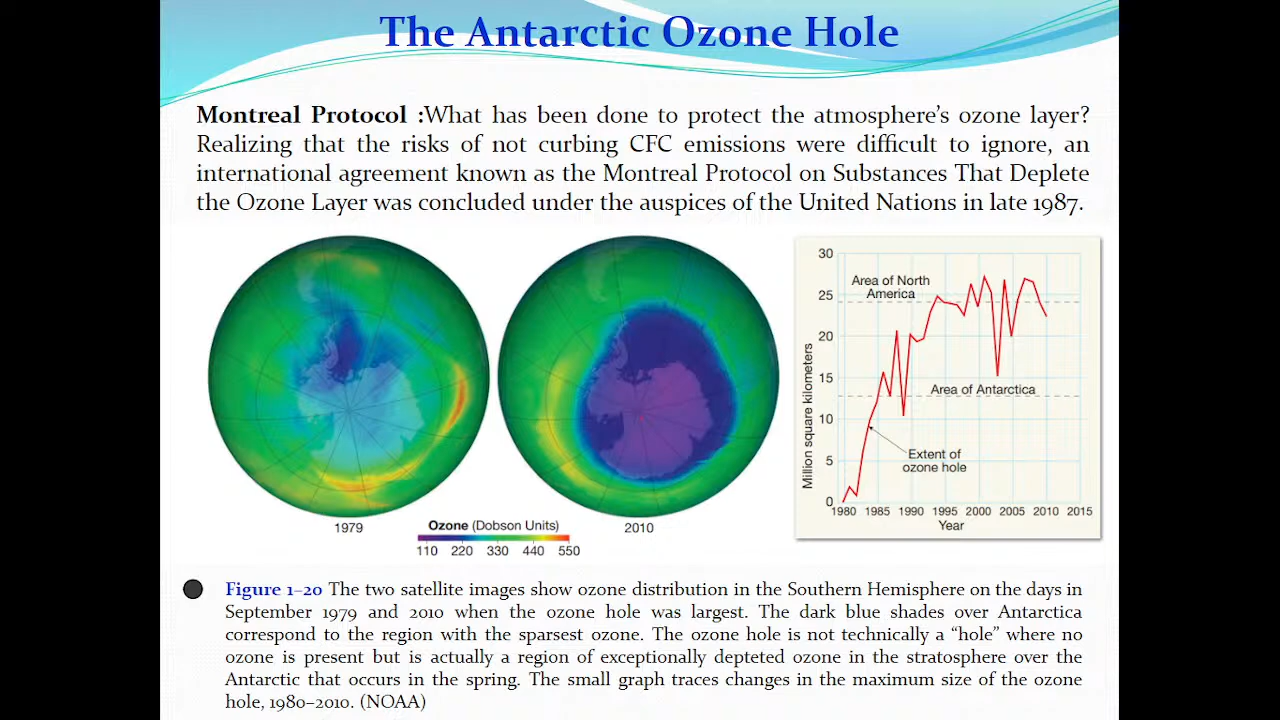 The Antarctic Ozone Hole
Montreal Protocol :What has been done to protect the atmosphere's ozone layer?
Realizing that the risks of not curbing CFC emissions were difficult to ignore, an
international agreement known as the Montreal Protocol on Substances That Deplete
the Ozone Layer was concluded under the auspices of the United Nations in late 1987.
1979
Ozone (Dobson Units)
110 220 330 440 550
2010
Million square kilometers
30
25
20
15
10
5
0
Area of North
America
Area of Antarctica
Extent of
ozone hole
1980 1985 1990 1995 2000 2005 2010 2015
Year
Figure 1–20 The two satellite images show ozone distribution in the Southern Hemisphere on the days in
September 1979 and 2010 when the ozone hole was largest. The dark blue shades over Antarctica
correspond to the region with the sparsest ozone. The ozone hole is not technically a “hole” where no
ozone is present but is actually a region of exceptionally depteted ozone in the stratosphere over the
Antarctic that occurs in the spring. The small graph traces changes in the maximum size of the ozone
hole, 1980–2010. (NOAA)